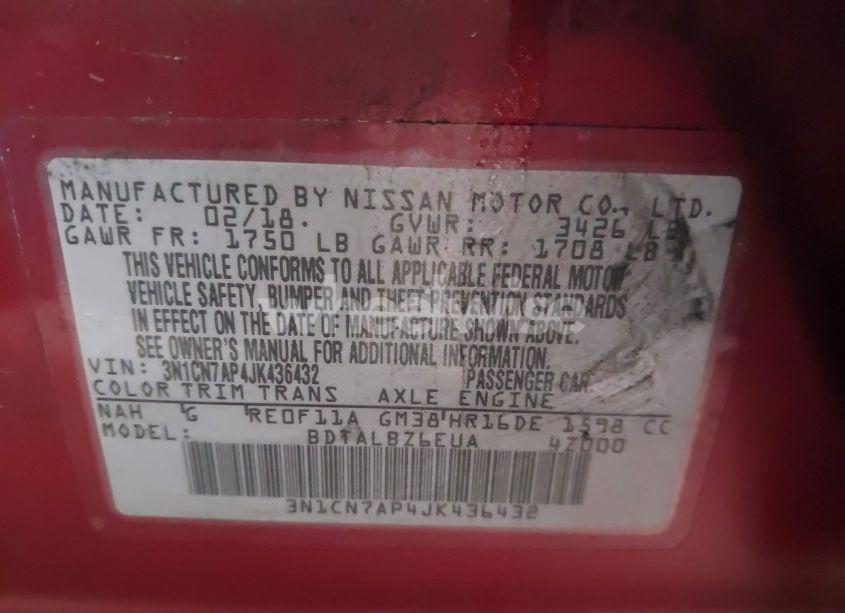 MANUFACTURED BY NISSAN MOTOR CO., LTD.
DATE: 02/18. GVWR: 3426 LB
GAWR FR: 1750 LB GAWR RR: 1708 LB
THIS VEHICLE CONFORMS TO ALL APPLICABLE FEDERAL MOTOR
VEHICLE SAFETY, BUMPER AND THEFT PREVENTION STANDARDS
IN EFFECT ON THE DATE OF MANUFACTURE SHOWN ABOVE.
SEE OWNER'S MANUAL FOR ADDITIONAL INFORMATION.
VIN: 3N1CN7AP4JK436432 PASSENGER CAR
COLOR TRIM TRANS AXLE ENGINE
NAH G RE0F11A GM38 HR16DE 1598 CC
MODEL: BDTALBZ6EUA 4Z000
3N1CN7AP4JK436432